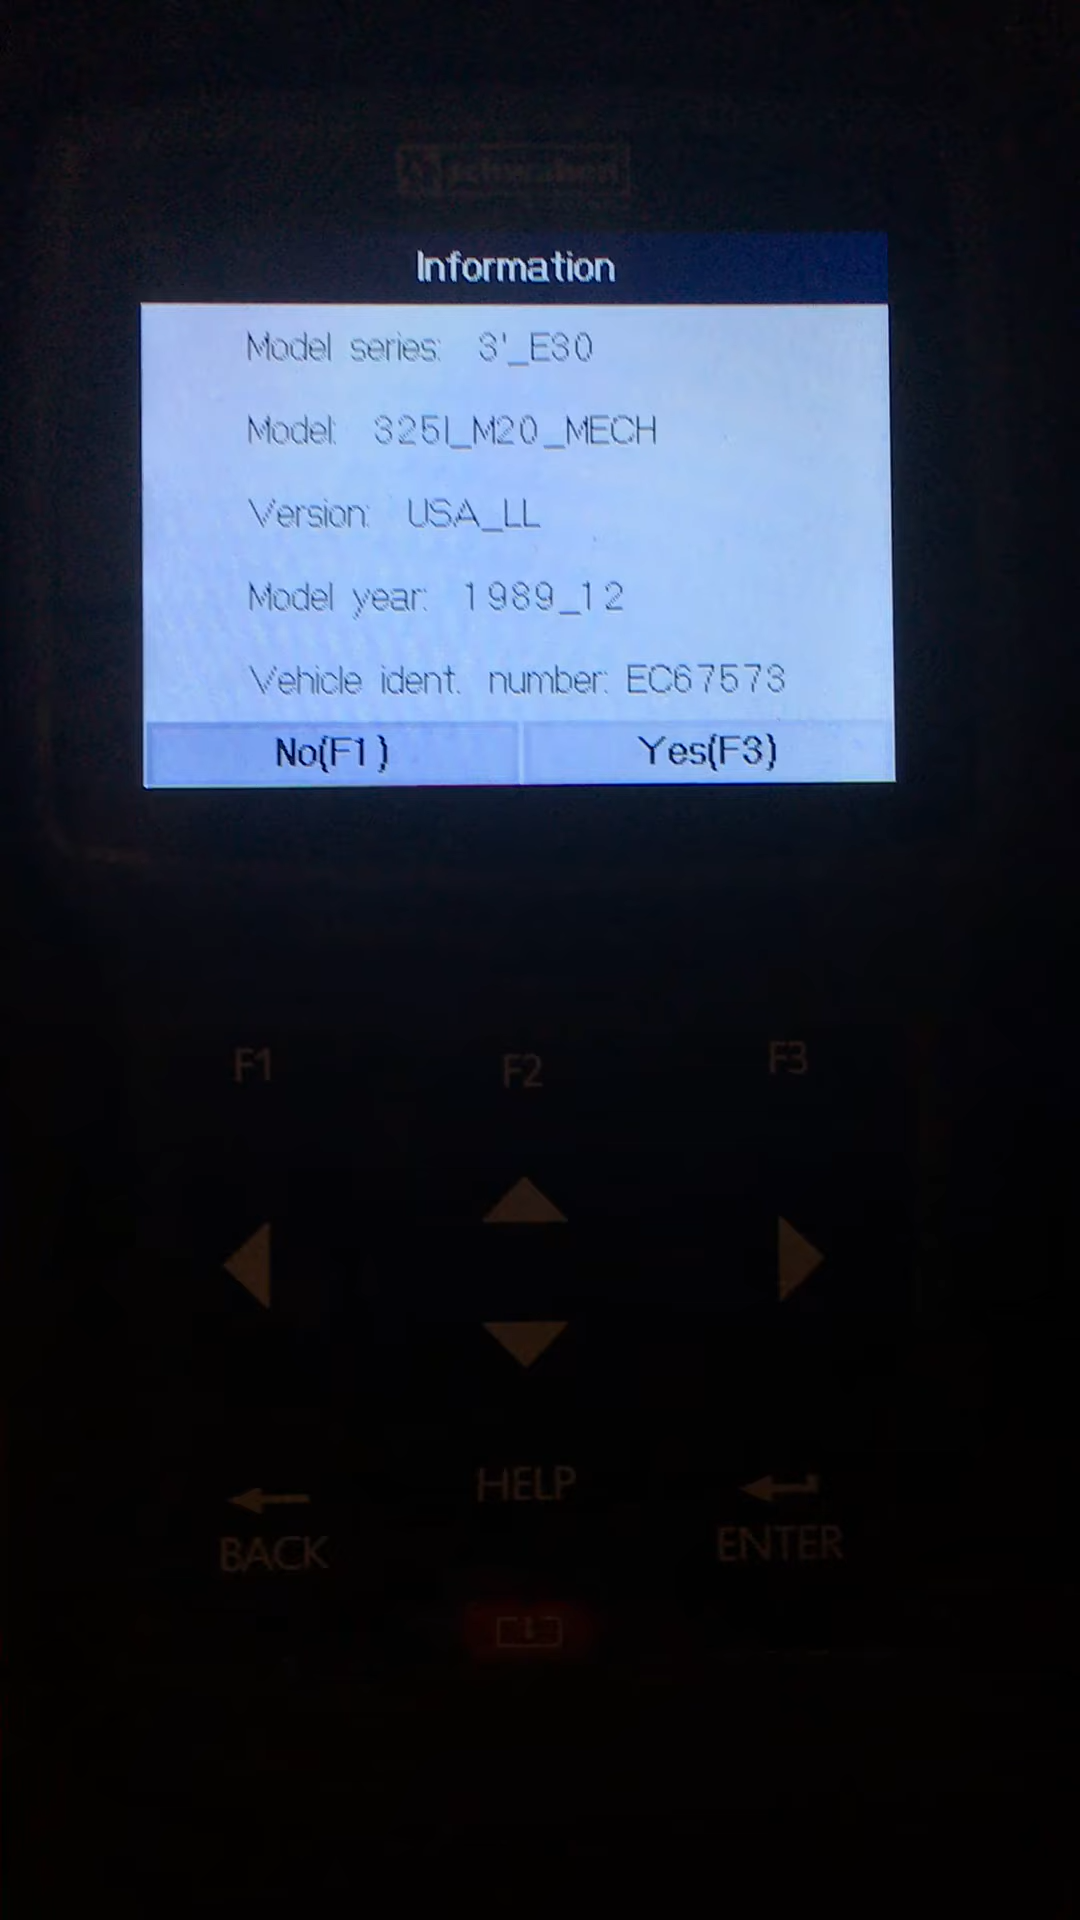 Information
Model series: 3'_E30
Model: 325I_M20_MECH
Version: USA_LL
Model year: 1989_12
Vehicle ident. number: EC67573
No(F1) Yes(F3)
F1 F2 F3
HELP
BACK ENTER